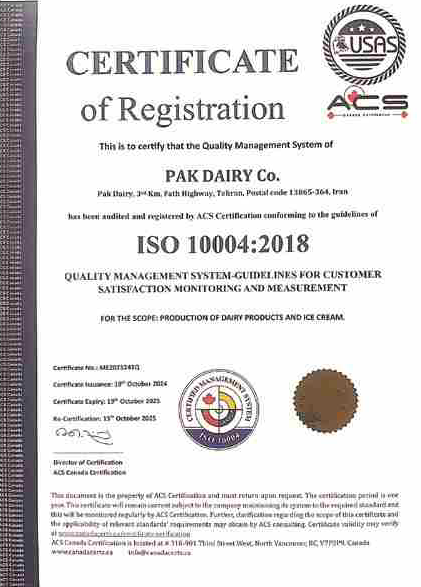 USAS
ACS
CERTIFICATE
of Registration
This is to certify that the Quality Management System of
PAK DAIRY Co.
Pak Dairy, 3rd Km, Fath Highway, Tehran, Postal code 13865-364, Iran
has been audited and registered by ACS Certification conforming to the guidelines of
ISO 10004:2018
QUALITY MANAGEMENT SYSTEM-GUIDELINES FOR CUSTOMER
SATISFACTION MONITORING AND MEASUREMENT
FOR THE SCOPE: PRODUCTION OF DAIRY PRODUCTS AND ICE CREAM.
Certificate No.:
Certificate Issuance: October 2024
Certificate Expiry: October 2025
Re-Certification: October 2025
CERTIFIED MANAGEMENT SYSTEM
ISO 10004
Director of Certification
ACS Canada Certification
This document is the property of ACS Certification and must return upon request. The certification period is one
year. This certificate will remain current subject to the company maintaining its system to the required standard and
this will be monitored regularly by ACS Certification. Further, clarification regarding the scope of this certificate and
the applicability of relevant standards' requirements may obtain by ACS consulting. Certificate validity may verify
at
ACS Canada Certification is located at # 316-901 Third Street West, North Vancouver, BC, Canada
www.canadacerts.ca info@canadacerts.ca